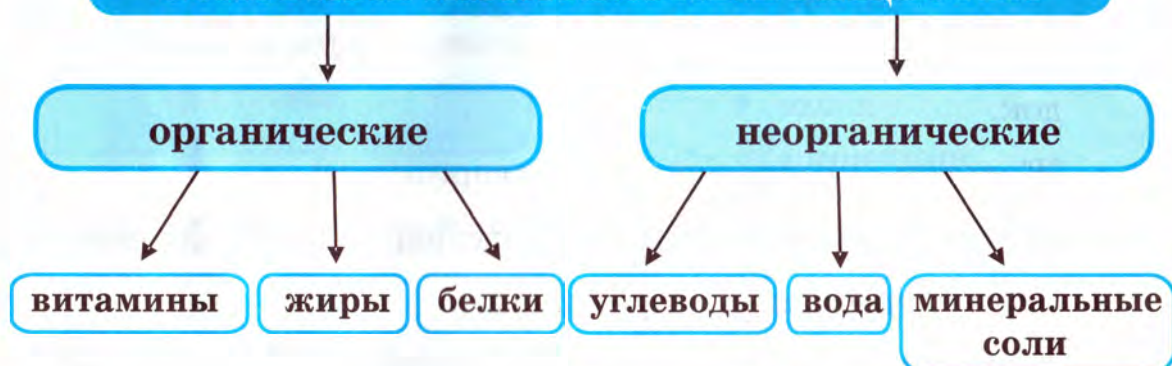 органические
неорганические
витамины
жиры
белки
углеводы
вода
минеральные
соли